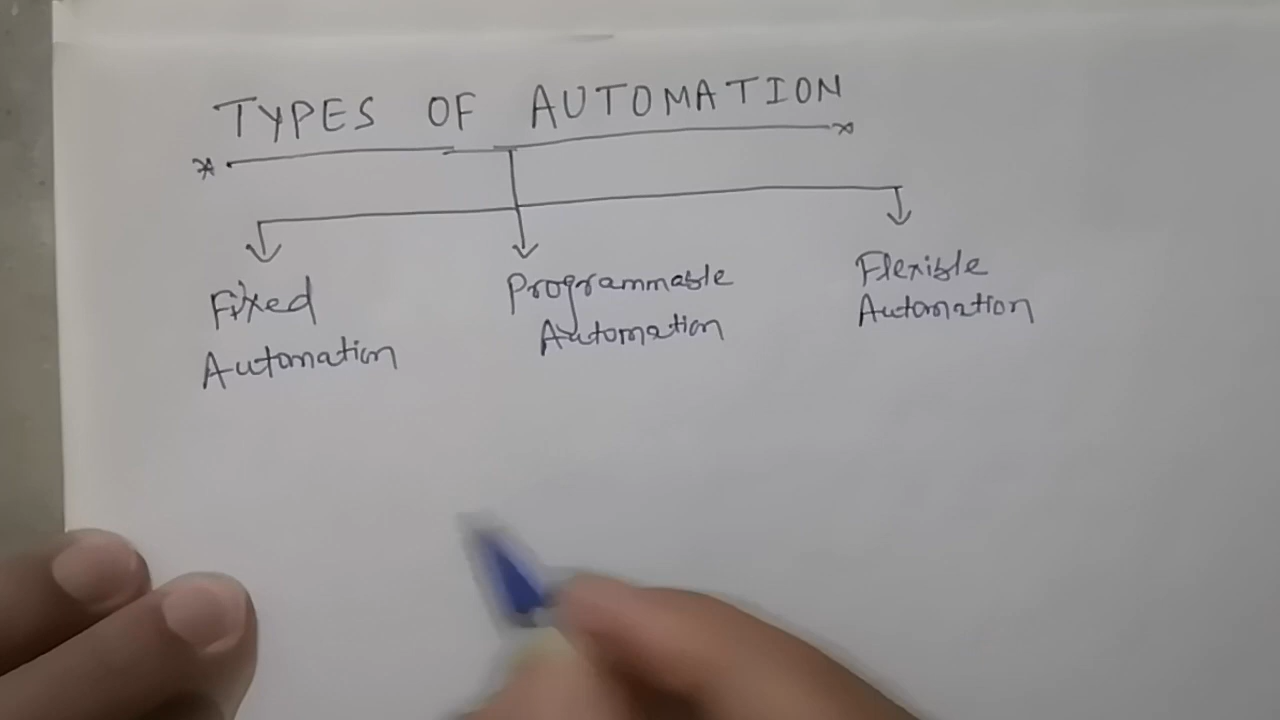 TYPES OF AUTOMATION
Fixed
Automation
Programmable
Automation
Flexible
Automation